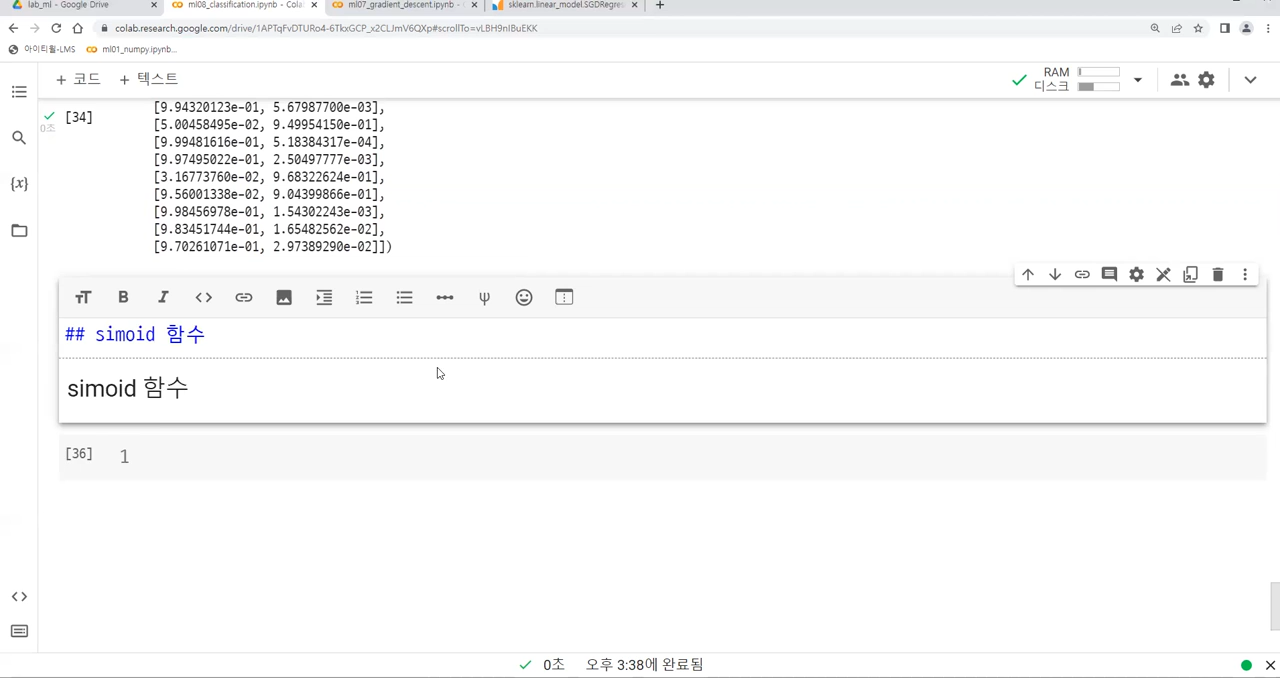 lab_ml - Google Drive
ml08_classification.ipynb - Colab
ml07_gradient_descent.ipynb - C
sklearn.linear_model.SGDRegres
colab.research.google.com/drive/1APTqFvDTURo4-6TkxGCP_x2CLJmV6QXp#scrollTo=vLBH9nIBuEKK
아이티윌-LMS
ml01_numpy.ipynb...
+ 코드
+ 텍스트
RAM
디스크
[34]
0초
[9.94320123e-01, 5.67987700e-03],
[5.00458495e-02, 9.49954150e-01],
[9.99481616e-01, 5.18384317e-04],
[9.97495022e-01, 2.50497777e-03],
[3.16773760e-02, 9.68322624e-01],
[9.56001338e-02, 9.04399866e-01],
[9.98456978e-01, 1.54302243e-03],
[9.83451744e-01, 1.65482562e-02],
[9.70261071e-01, 2.97389290e-02]])
## simoid 함수
simoid 함수
[36]
1
0초 오후 3:38에 완료됨